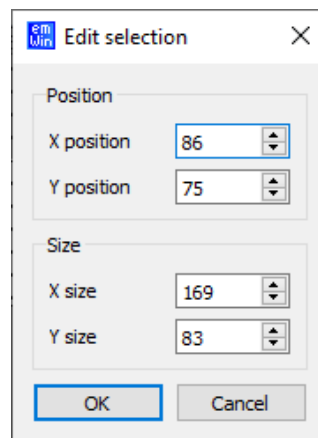 em
Win Edit selection
Position
X position 86
Y position 75
Size
X size 169
Y size 83
OK Cancel